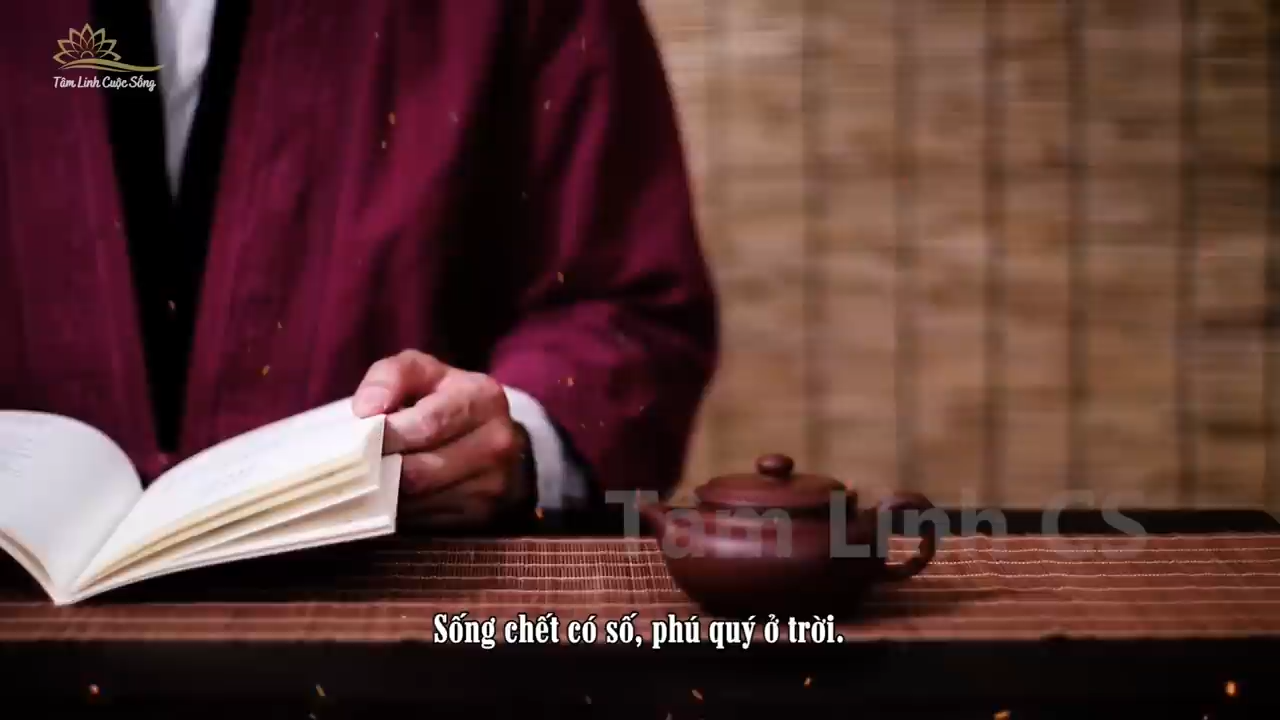 Tâm Linh Cuộc Sống
Tâm Linh CS
Sống chết có số, phú quý ở trời.